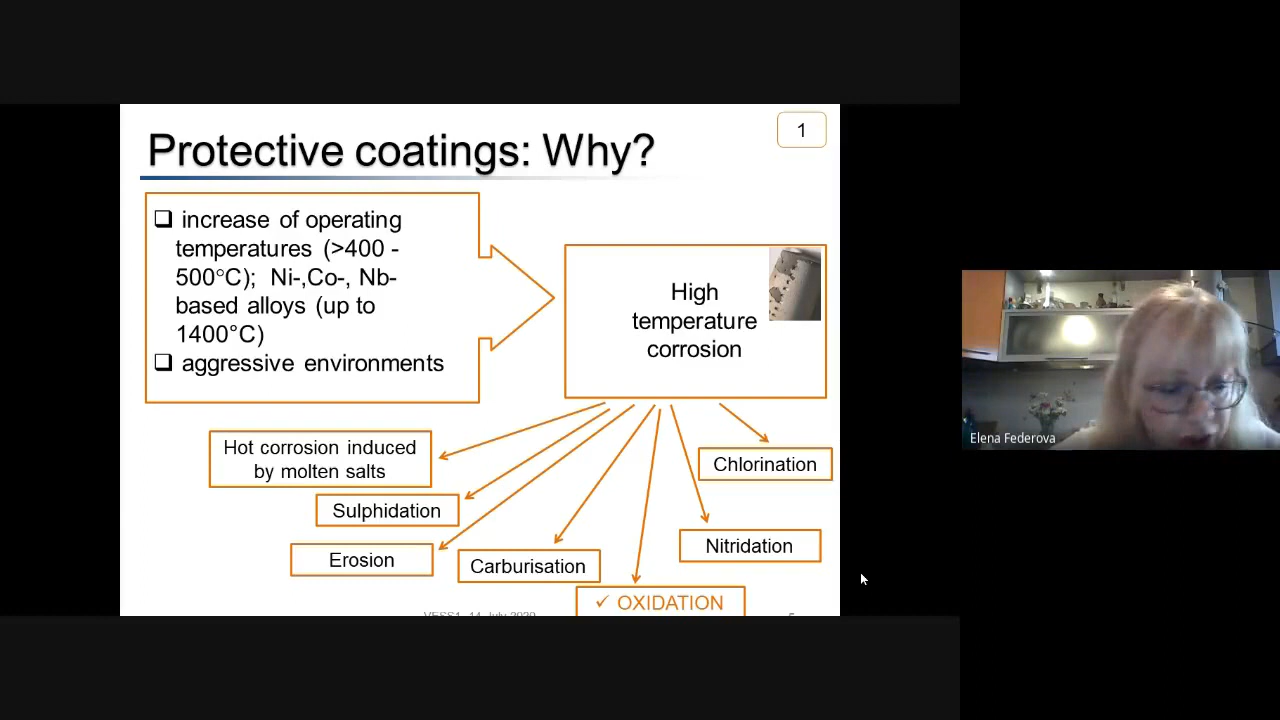 Protective coatings: Why?
1
❑ increase of operating
temperatures (>400 -
500°C); Ni-,Co-, Nb-
based alloys (up to
1400°C)
❑ aggressive environments
High
temperature
corrosion
Hot corrosion induced
by molten salts
Sulphidation
Erosion
Carburisation
✓ OXIDATION
Nitridation
Chlorination
Elena Federova